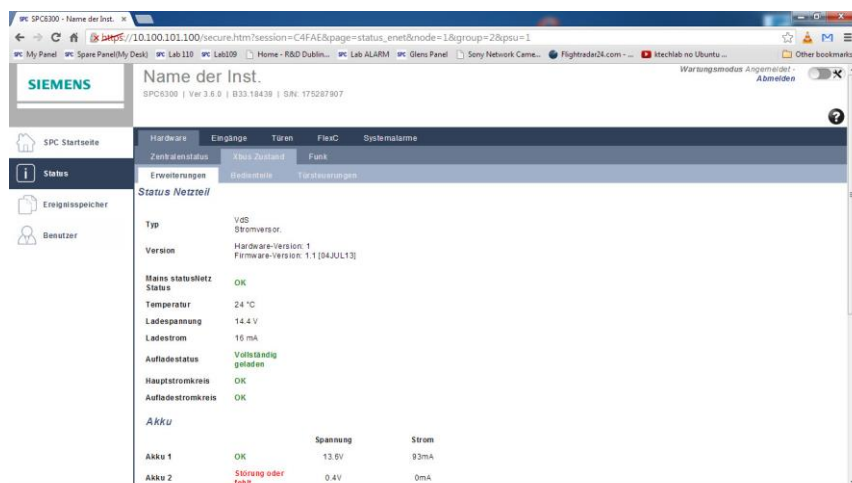 SPC6300 - Name der Inst. ×
https://10.100.101.100/secure.htm?session=C4FAE&page=status_enet&node=1&group=2&psu=1
My Panel Spare Panel(My Desk) Lab 110 Lab109 Home - R&D Dublin... Lab ALARM Glens Panel Sony Network Came... Flightradar24.com - ... ktechlab no Ubuntu ... Other bookmarks
SIEMENS
Name der Inst.
SPC6300 | Ver 3.6.0 | B33.18439 | S/N: 175287907
Wartungsmodus Angemeldet -
Abmelden
SPC Startseite
Status
Ereignisspeicher
Benutzer
Hardware Eingänge Türen FlexC Systemalarme
Zentralenstatus Xbus Zustand Funk
Erweiterungen Bedienteile Türsteuerungen
Status Netzteil
Typ VdS
Stromversor.
Version Hardware-Version: 1
Firmware-Version: 1.1 [04JUL13]
Mains statusNetz
Status OK
Temperatur 24 °C
Ladespannung 14.4 V
Ladestrom 16 mA
Aufladestatus Vollständig
geladen
Hauptstromkreis OK
Aufladestromkreis OK
Akku
Spannung Strom
Akku 1 OK 13.6V 93mA
Akku 2 Störung oder
fehlt 0.4V 0mA